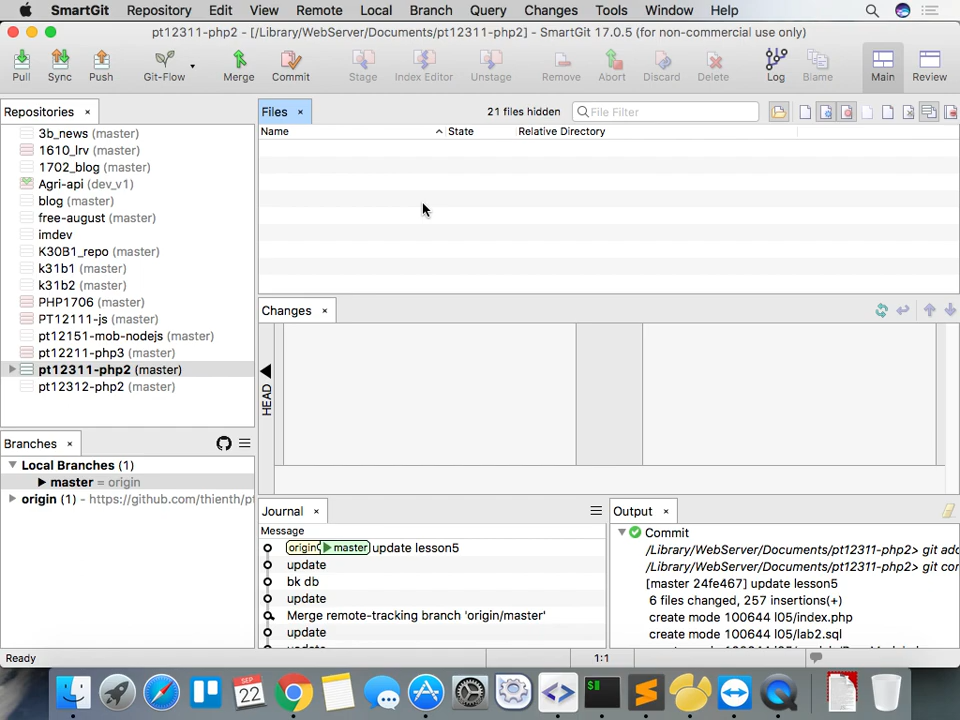 SmartGit Repository Edit View Remote Local Branch Query Changes Tools Window Help
pt12311-php2 - [/Library/WebServer/Documents/pt12311-php2] - SmartGit 17.0.5 (for non-commercial use only)
Pull Sync Push Git-Flow Merge Commit Stage Index Editor Unstage Remove Abort Discard Delete Log Blame Main Review
Repositories
3b_news (master)
1610_lrv (master)
1702_blog (master)
Agri-api (dev_v1)
blog (master)
free-august (master)
imdev
K30B1_repo (master)
k31b1 (master)
k31b2 (master)
PHP1706 (master)
PT12111-js (master)
pt12151-mob-nodejs (master)
pt12211-php3 (master)
pt12311-php2 (master)
pt12312-php2 (master)
Files 21 files hidden File Filter
Name State Relative Directory
Changes
HEAD
Branches
Local Branches (1)
master = origin
origin (1) - https://github.com/thienth/p
Journal
Message
origin master update lesson5
update
bk db
update
Merge remote-tracking branch 'origin/master'
update
Output
Commit
/Library/WebServer/Documents/pt12311-php2> git add
/Library/WebServer/Documents/pt12311-php2> git con
[master 24fe467] update lesson5
6 files changed, 257 insertions(+)
create mode 100644 l05/index.php
create mode 100644 l05/lab2.sql
Ready 1:1
SEP
22